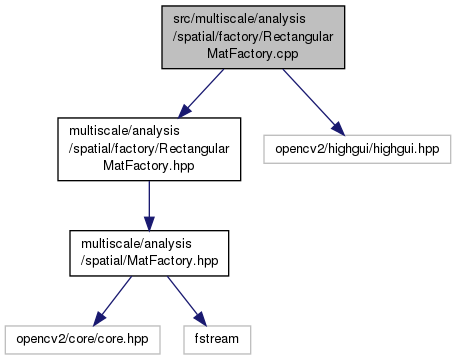 src/multiscale/analysis
/spatial/factory/Rectangular
MatFactory.cpp
multiscale/analysis
/spatial/factory/Rectangular
MatFactory.hpp
opencv2/highgui/highgui.hpp
multiscale/analysis
/spatial/MatFactory.hpp
opencv2/core/core.hpp
fstream